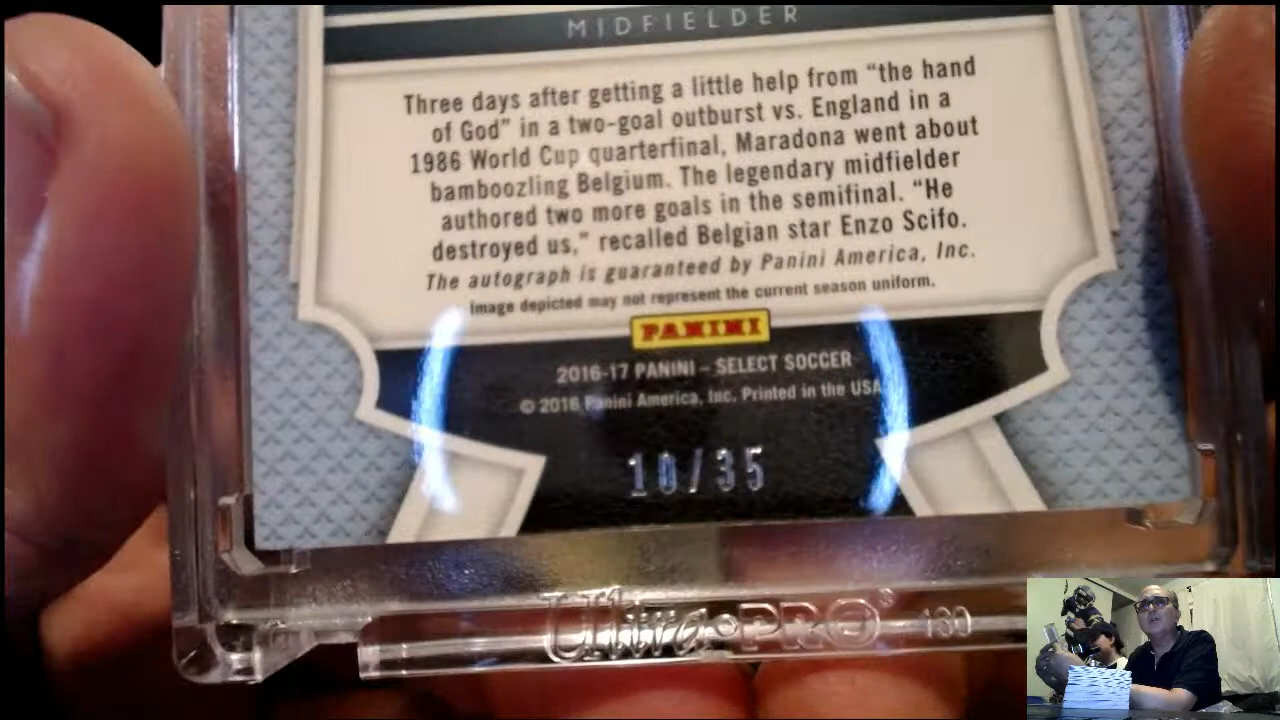 MIDFIELDER
Three days after getting a little help from “the hand
of God” in a two-goal outburst vs. England in a
1986 World Cup quarterfinal, Maradona went about
bamboozling Belgium. The legendary midfielder
authored two more goals in the semifinal. “He
destroyed us,” recalled Belgian star Enzo Scifo.
The autograph is guaranteed by Panini America, Inc.
Image depicted may not represent the current season uniform.
PANINI
2016-17 PANINI – SELECT SOCCER
© 2016 Panini America, Inc. Printed in the USA
10/35
Ultra•PRO® 130